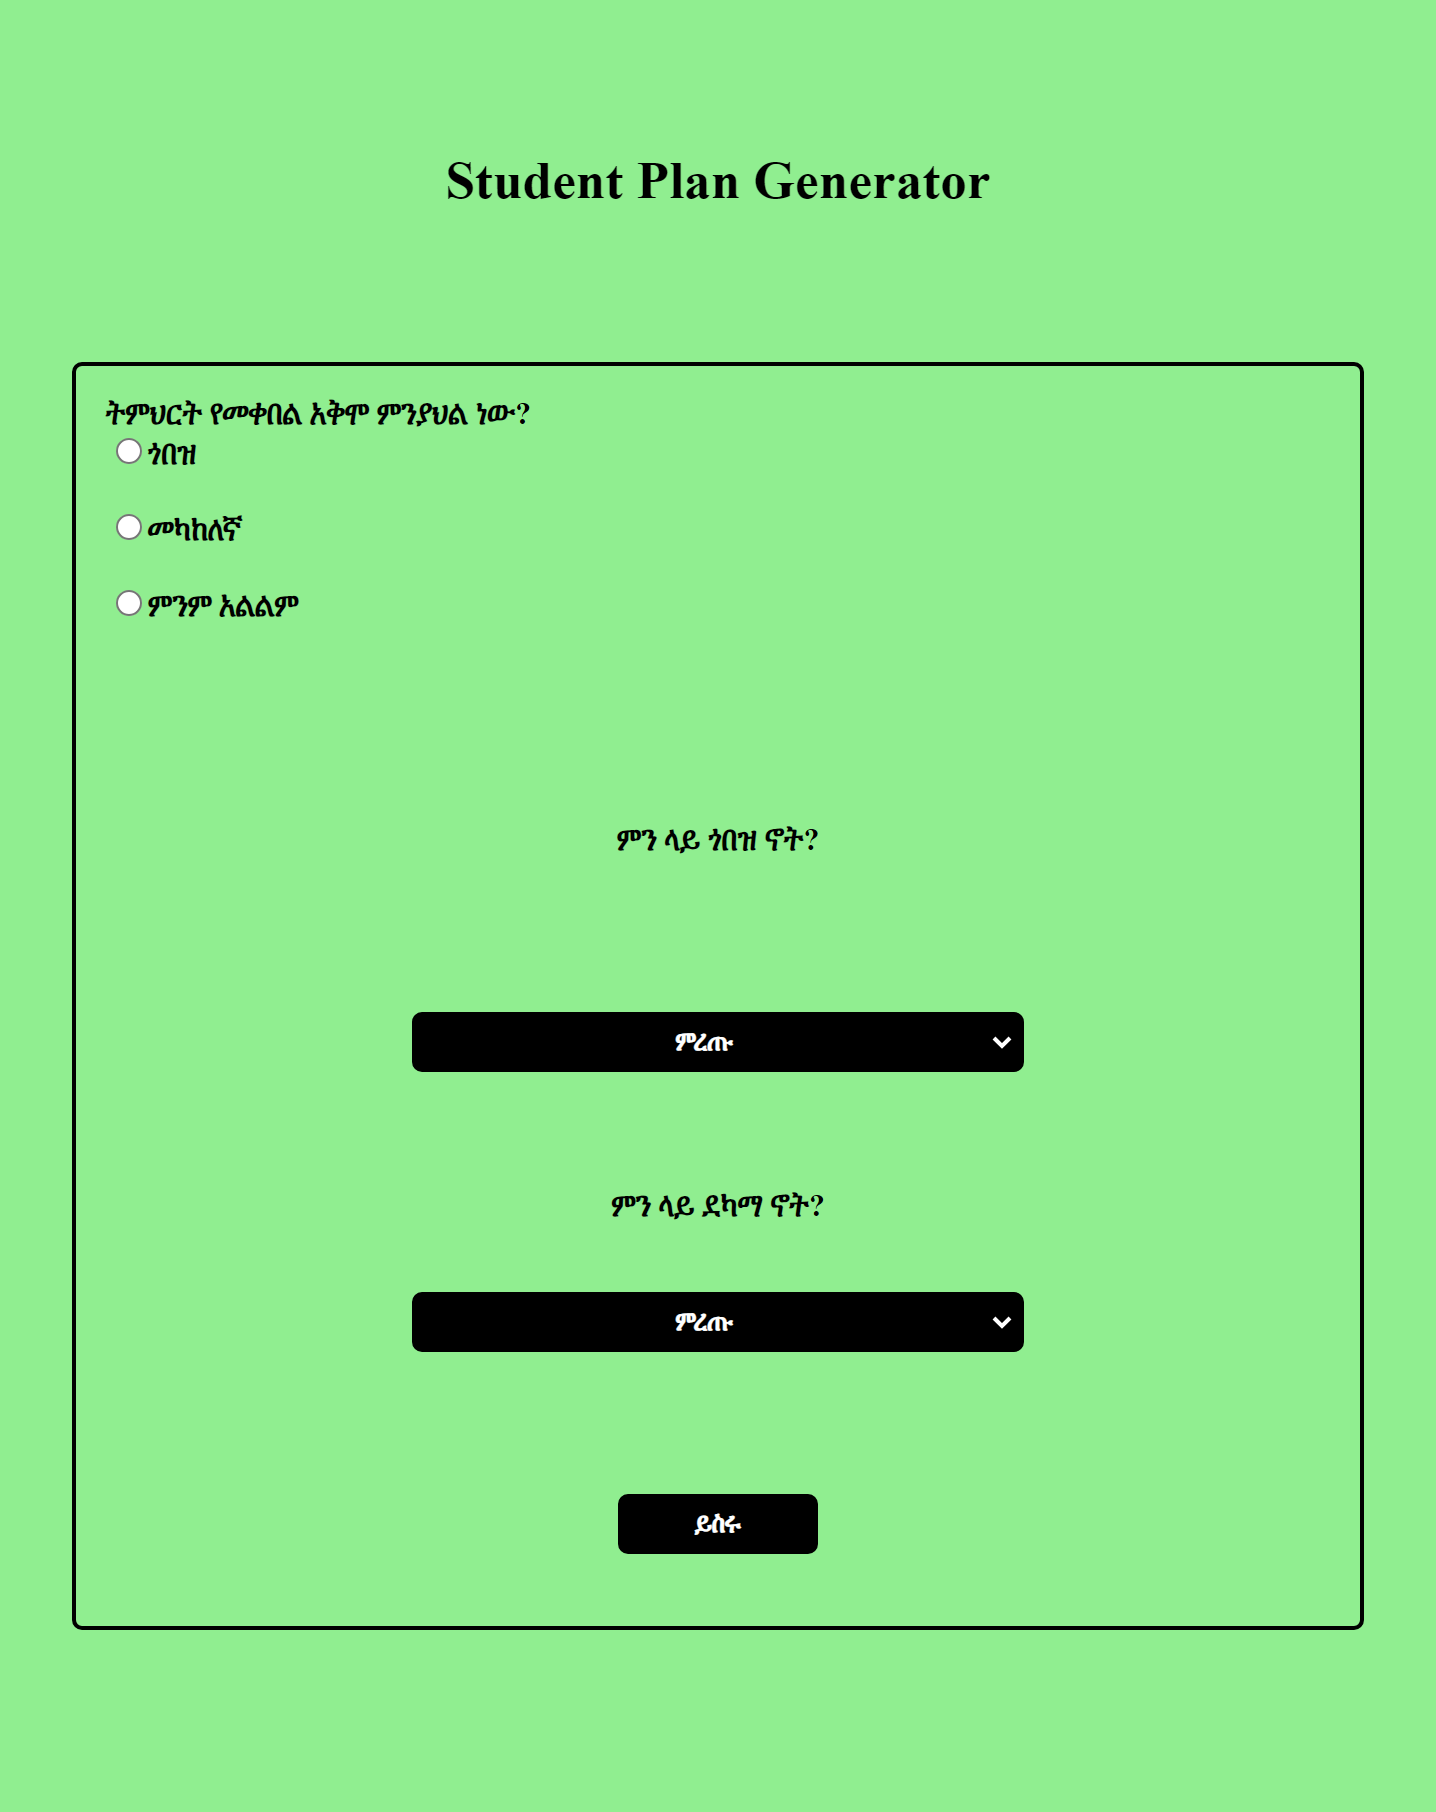 Student Plan Generator
ትምህርት የመቀበል አቅሞ ምንያህል ነው?
ጎበዝ
መካከለኛ
ምንም አልልም
ምን ላይ ጎበዝ ኖት?
ምረጡ
ምን ላይ ደካማ ኖት?
ምረጡ
ይስሩ